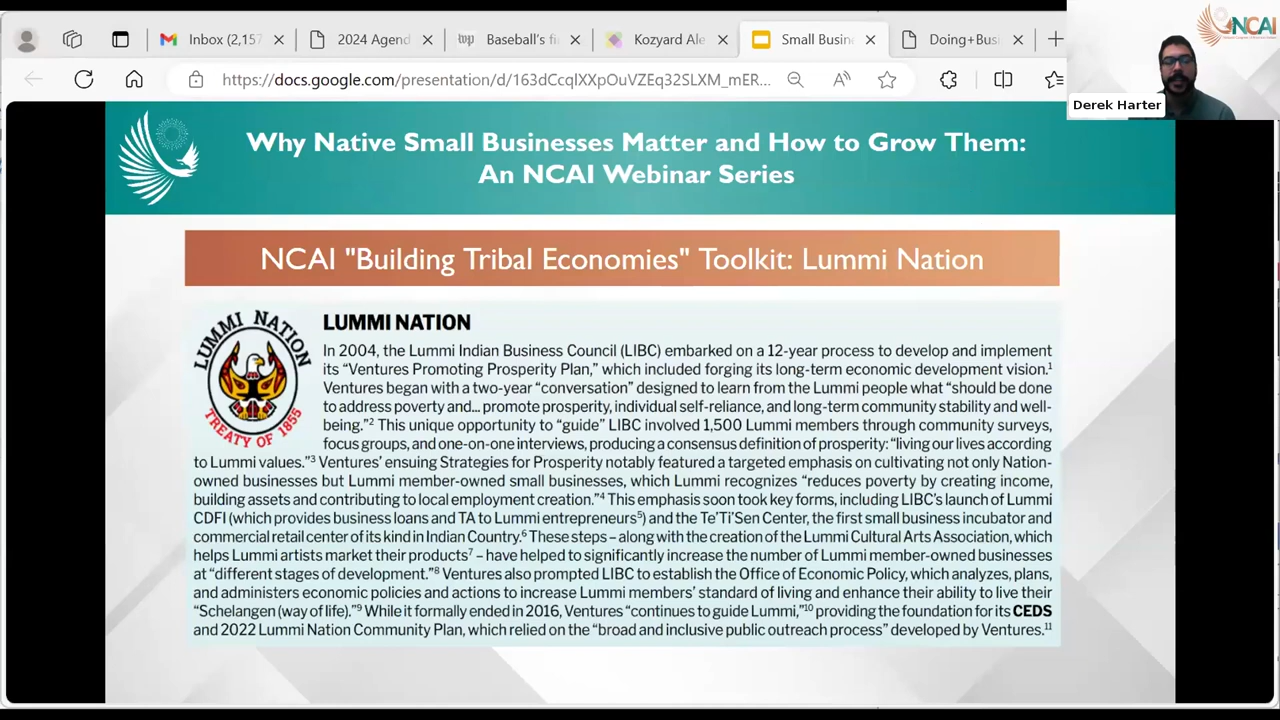 Inbox (2,157
2024 Agend
Baseball's
Kozyard Ale
Small Busin
Doing+Bus
NCAI
Derek Harter
https://docs.google.com/presentation/d/163dCcqIXXpOuVZEq32SLXM_mER...
Why Native Small Businesses Matter and How to Grow Them:
An NCAI Webinar Series
NCAI "Building Tribal Economies" Toolkit: Lummi Nation
LUMMI NATION
TREATY OF 1855
LUMMI NATION
In 2004, the Lummi Indian Business Council (LIBC) embarked on a 12-year process to develop and implement
its “Ventures Promoting Prosperity Plan,” which included forging its long-term economic development vision.¹
Ventures began with a two-year “conversation” designed to learn from the Lummi people what “should be done
to address poverty and... promote prosperity, individual self-reliance, and long-term community stability and well-
being.”² This unique opportunity to “guide” LIBC involved 1,500 Lummi members through community surveys,
focus groups, and one-on-one interviews, producing a consensus definition of prosperity: “living our lives according
to Lummi values.”³ Ventures’ ensuing Strategies for Prosperity notably featured a targeted emphasis on cultivating not only Nation-
owned businesses but Lummi member-owned small businesses, which Lummi recognizes “reduces poverty by creating income,
building assets and contributing to local employment creation.”⁴ This emphasis soon took key forms, including LIBC’s launch of Lummi
CDFI (which provides business loans and TA to Lummi entrepreneurs⁵) and the Te’Ti’Sen Center, the first small business incubator and
commercial retail center of its kind in Indian Country.⁶ These steps – along with the creation of the Lummi Cultural Arts Association, which
helps Lummi artists market their products⁷ – have helped to significantly increase the number of Lummi member-owned businesses
at “different stages of development.”⁸ Ventures also prompted LIBC to establish the Office of Economic Policy, which analyzes, plans,
and administers economic policies and actions to increase Lummi members’ standard of living and enhance their ability to live their
“Schelangen (way of life).”⁹ While it formally ended in 2016, Ventures “continues to guide Lummi,”¹⁰ providing the foundation for its CEDS
and 2022 Lummi Nation Community Plan, which relied on the “broad and inclusive public outreach process” developed by Ventures.¹¹